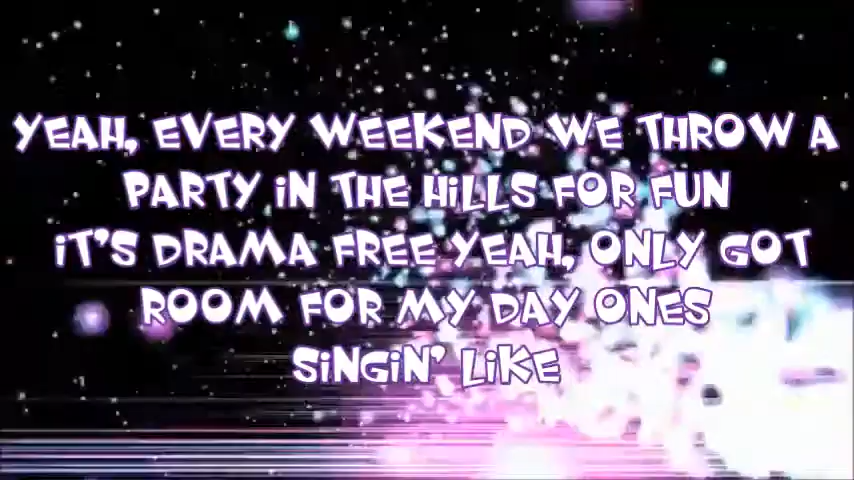 YEAH, EVERY WEEKEND WE THROW A
PARTY iN THE HiLLS FOR FUN
iT'S DRAMA FREE YEAH, ONLY GOT
ROOM FOR MY DAY ONES
SiNGiN' LiKE